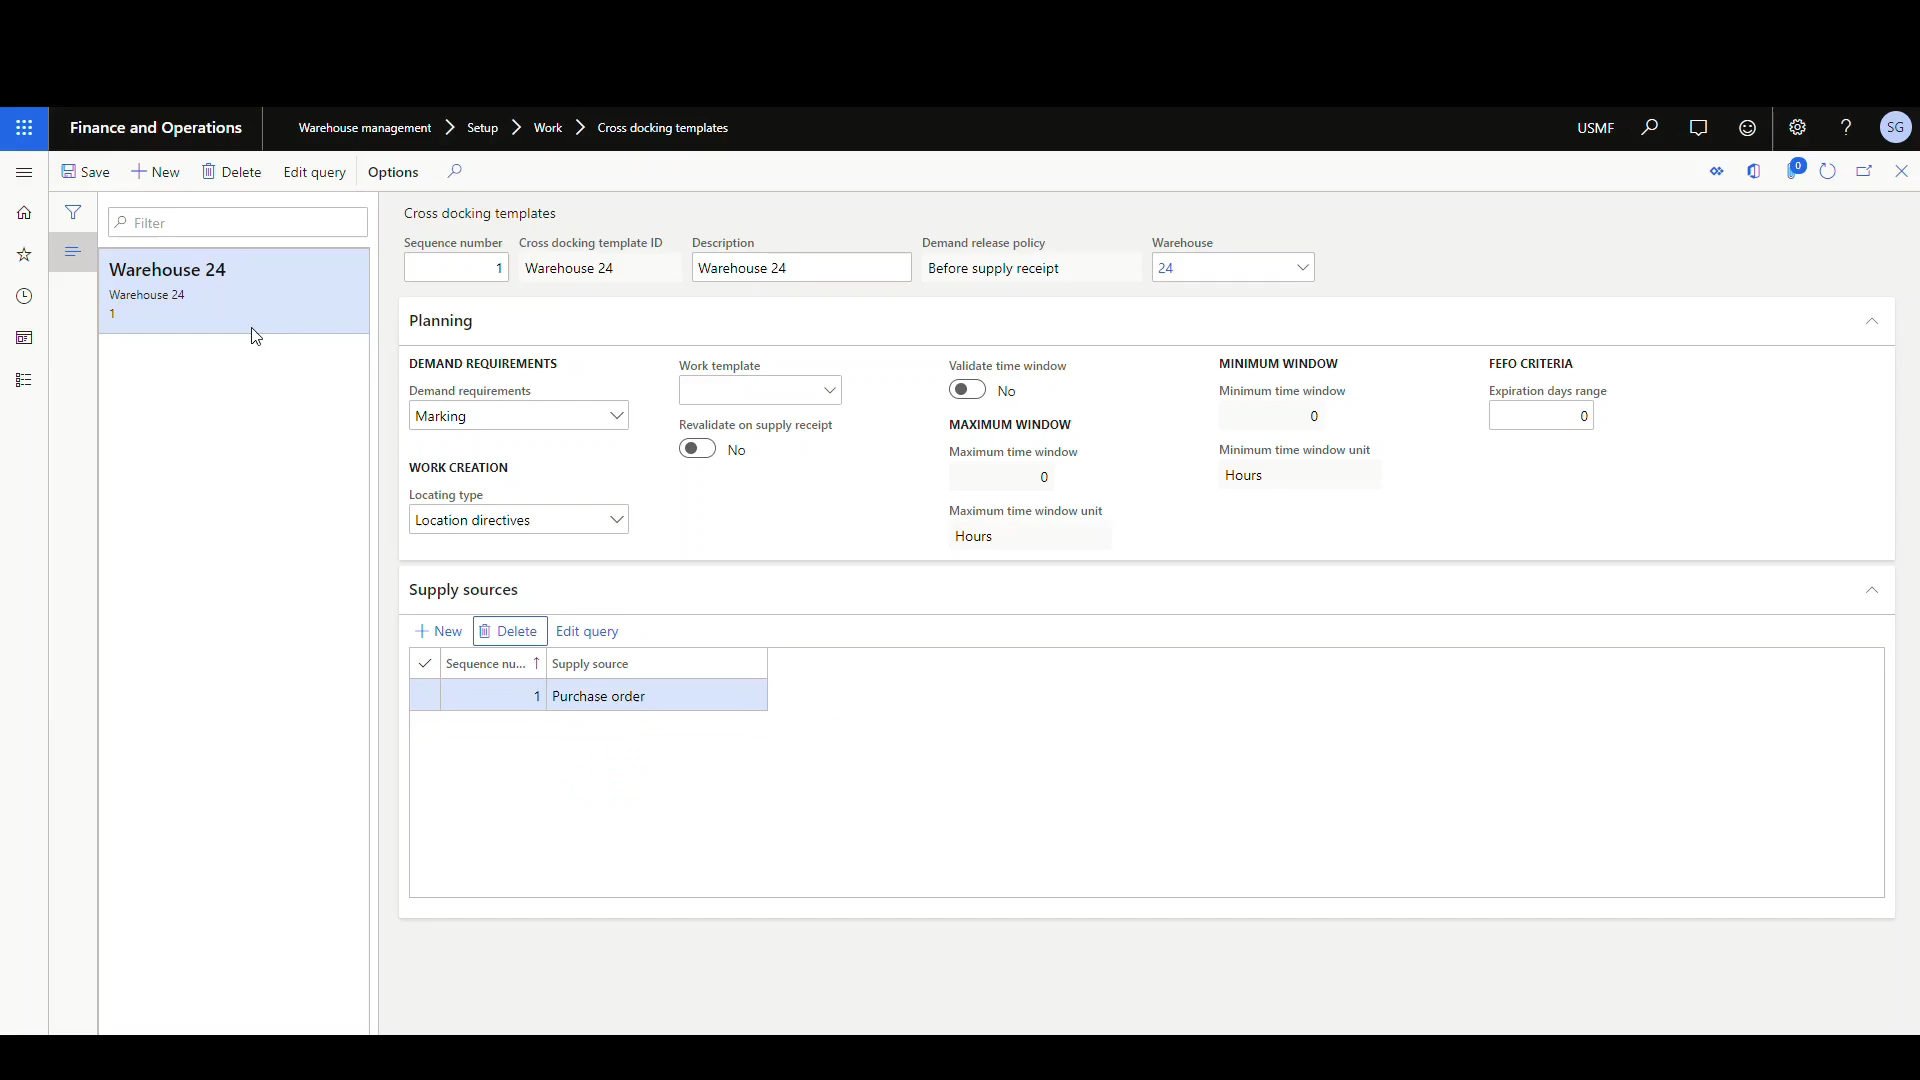 Finance and Operations
Warehouse management > Setup > Work > Cross docking templates
USMF
SG
Save
New
Delete
Edit query
Options
0
Filter
Warehouse 24
Warehouse 24
1
Cross docking templates
Sequence number
1
Cross docking template ID
Warehouse 24
Description
Warehouse 24
Demand release policy
Before supply receipt
Warehouse
24
Planning
DEMAND REQUIREMENTS
Demand requirements
Marking
WORK CREATION
Locating type
Location directives
Work template
Revalidate on supply receipt
No
Validate time window
No
MAXIMUM WINDOW
Maximum time window
0
Maximum time window unit
Hours
MINIMUM WINDOW
Minimum time window
0
Minimum time window unit
Hours
FEFO CRITERIA
Expiration days range
0
Supply sources
New
Delete
Edit query
Sequence nu... ↑ Supply source
1 Purchase order